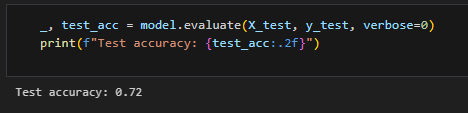 _, test_acc = model.evaluate(X_test, y_test, verbose=0)
print(f"Test accuracy: {test_acc:.2f}")
Test accuracy: 0.72